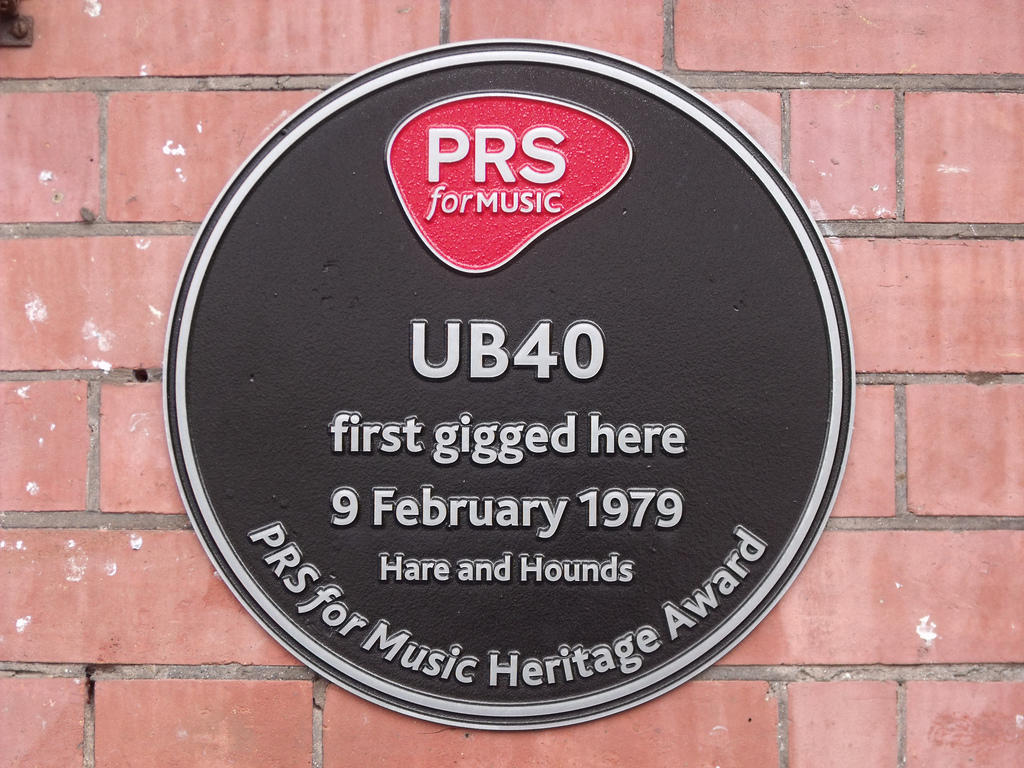 PRS
for MUSIC
UB40
first gigged here
9 February 1979
Hare and Hounds
PRS for Music Heritage Award